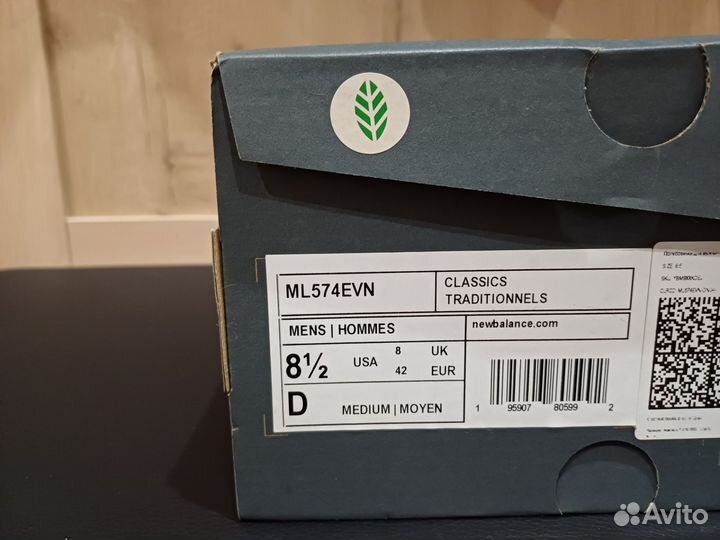 ML574EVN
CLASSICS
TRADITIONNELS
MENS | HOMMES
newbalance.com
8½ USA 8 UK
42 EUR
D MEDIUM | MOYEN
1 95907 80599 2
SIZE
Avito